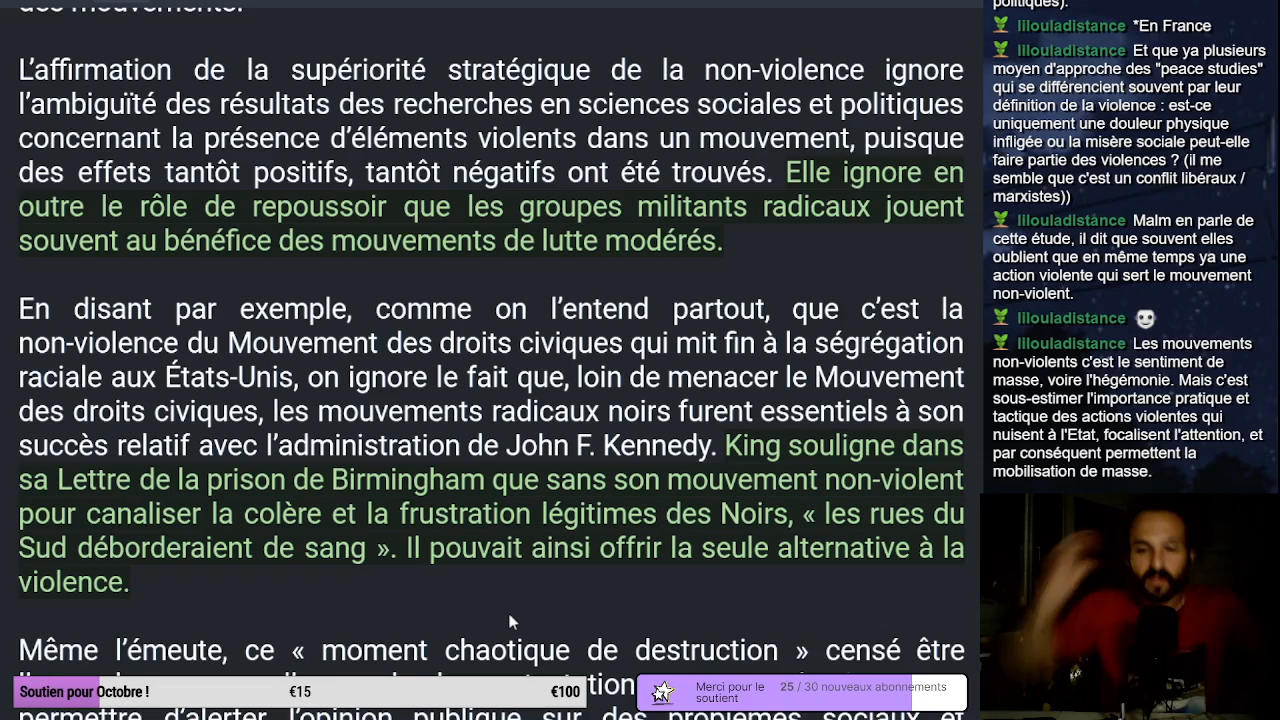 des mouvements.
L’affirmation de la supériorité stratégique de la non-violence ignore
l’ambiguïté des résultats des recherches en sciences sociales et politiques
concernant la présence d’éléments violents dans un mouvement, puisque
des effets tantôt positifs, tantôt négatifs ont été trouvés. Elle ignore en
outre le rôle de repoussoir que les groupes militants radicaux jouent
souvent au bénéfice des mouvements de lutte modérés.
En disant par exemple, comme on l’entend partout, que c’est la
non-violence du Mouvement des droits civiques qui mit fin à la ségrégation
raciale aux États-Unis, on ignore le fait que, loin de menacer le Mouvement
des droits civiques, les mouvements radicaux noirs furent essentiels à son
succès relatif avec l’administration de John F. Kennedy. King souligne dans
sa Lettre de la prison de Birmingham que sans son mouvement non-violent
pour canaliser la colère et la frustration légitimes des Noirs, « les rues du
Sud déborderaient de sang ». Il pouvait ainsi offrir la seule alternative à la
violence.
Même l’émeute, ce « moment chaotique de destruction » censé être
permettre d’alerter l’opinion publique sur des problèmes sociaux et
Soutien pour Octobre ! €15 €100
Merci pour le
soutient
25 / 30 nouveaux abonnements
politiques).
lilouladistance *En France
lilouladistance Et que ya plusieurs
moyen d'approche des "peace studies"
qui se différencient souvent par leur
définition de la violence : est-ce
uniquement une douleur physique
infligée ou la misère sociale peut-elle
faire partie des violences ? (il me
semble que c'est un conflit libéraux /
marxistes))
lilouladistance Malm en parle de
cette étude, il dit que souvent elles
oublient que en même temps ya une
action violente qui sert le mouvement
non-violent.
lilouladistance
lilouladistance Les mouvements
non-violents c'est le sentiment de
masse, voire l'hégémonie. Mais c'est
sous-estimer l'importance pratique et
tactique des actions violentes qui
nuisent à l'Etat, focalisent l'attention, et
par conséquent permettent la
mobilisation de masse.